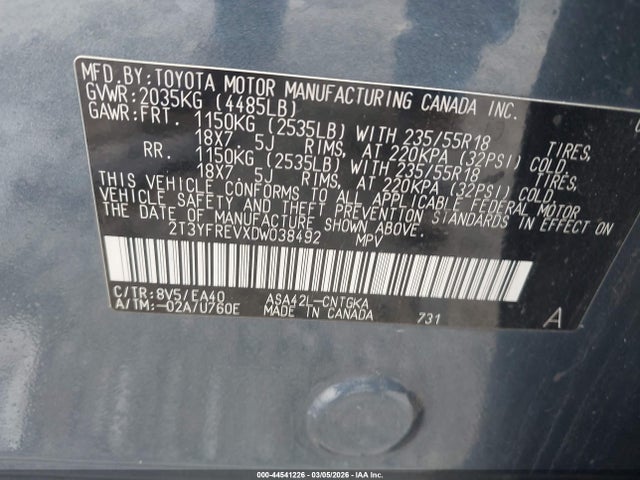 MFD. BY: TOYOTA MOTOR MANUFACTURING CANADA INC.
GVWR: 2035KG (4485LB)
GAWR: FRT. 1150KG (2535LB) WITH 235/55R18 TIRES,
18X7. 5J RIMS, AT 220KPA (32PSI) COLD
RR. 1150KG (2535LB) WITH 235/55R18 TIRES,
18X7. 5J RIMS, AT 220KPA (32PSI) COLD
THIS VEHICLE CONFORMS TO ALL APPLICABLE FEDERAL MOTOR
VEHICLE SAFETY AND THEFT PREVENTION STANDARDS IN EFFECT ON
THE DATE OF MANUFACTURE SHOWN ABOVE.
2T3YFREVXDW038492 MPV
C/TR: 8V5/EA40 ASA42L-CNTGKA
A/TM: -02A/U760E MADE IN CANADA 731 A
000-44541226 - 03/05/2026 - IAA Inc.